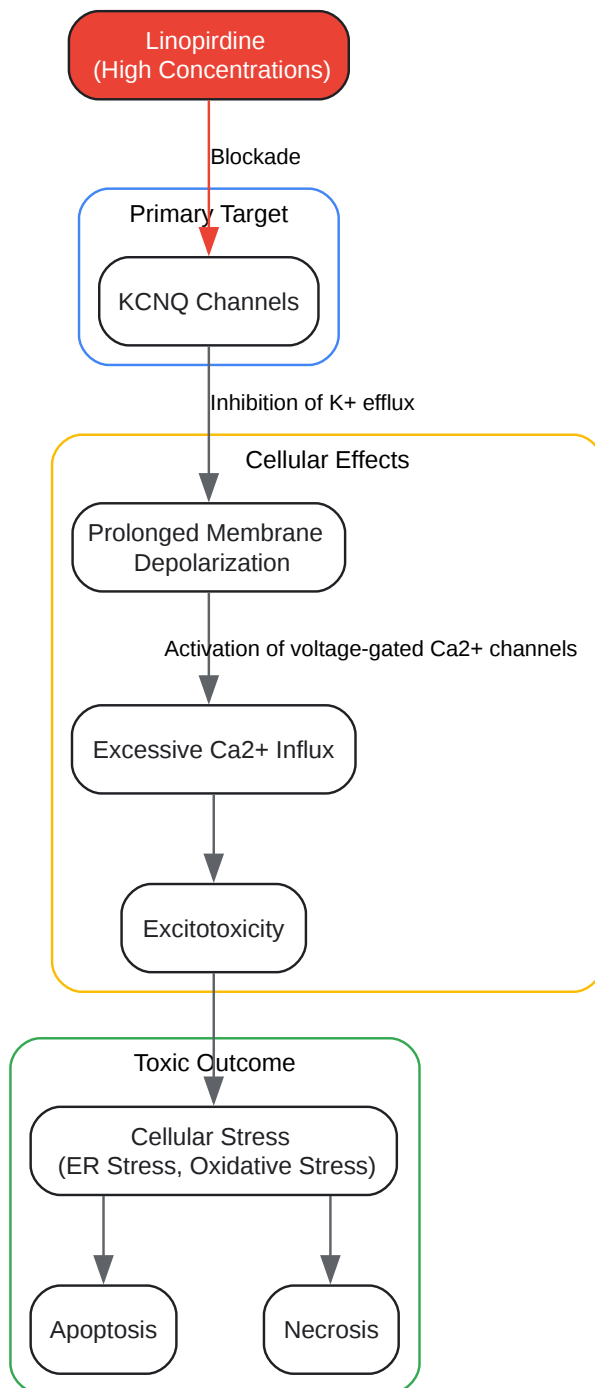 Linopirdine
(High Concentrations)
Blockade
Primary Target
KCNQ Channels
Inhibition of K+ efflux
Cellular Effects
Prolonged Membrane
Depolarization
Activation of voltage-gated Ca2+ channels
Excessive Ca2+ Influx
Excitotoxicity
Toxic Outcome
Cellular Stress
(ER Stress, Oxidative Stress)
Apoptosis
Necrosis